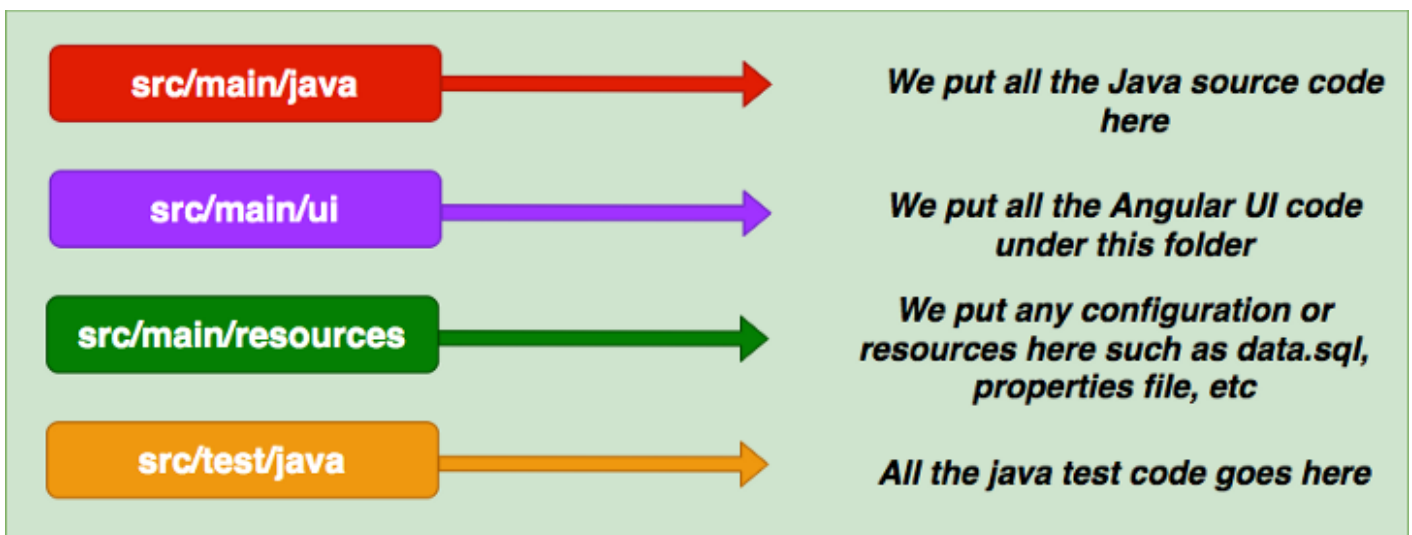 src/main/java
We put all the Java source code
here
src/main/ui
We put all the Angular UI code
under this folder
src/main/resources
We put any configuration or
resources here such as data.sql,
properties file, etc
src/test/java
All the java test code goes here